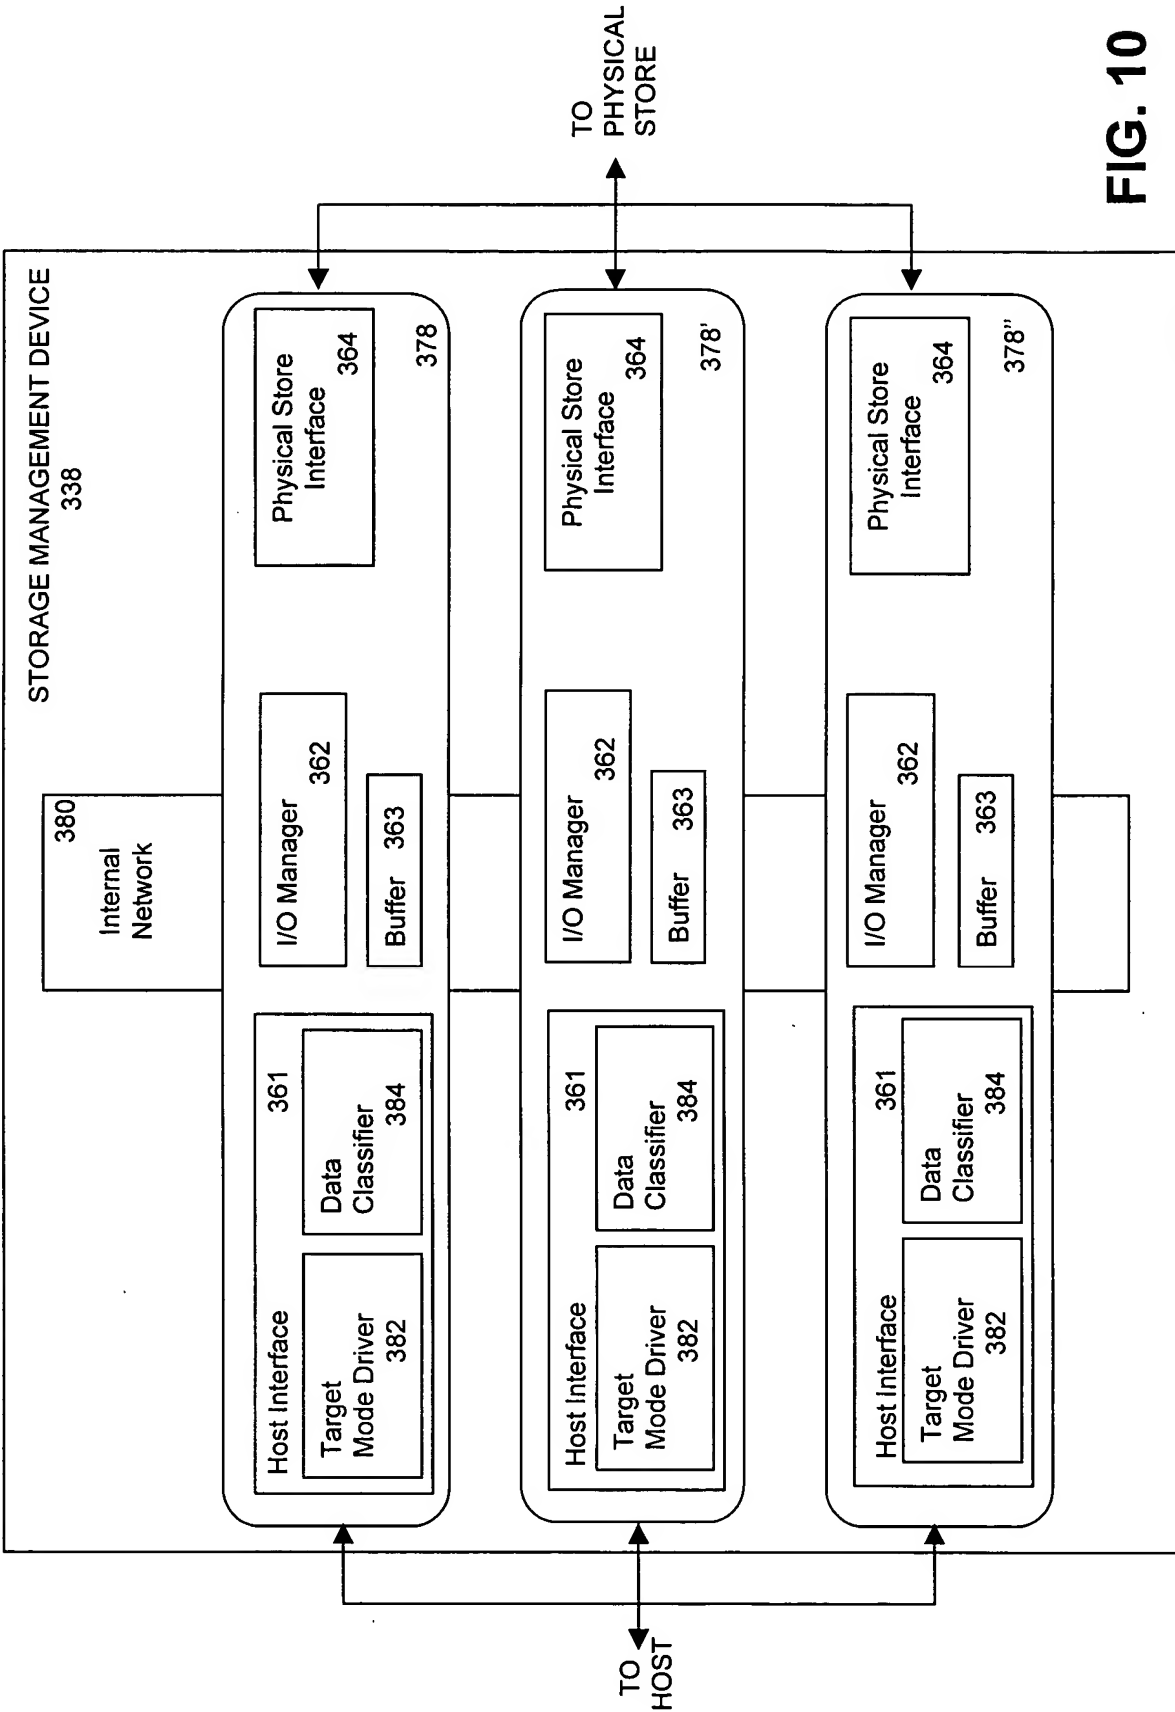 STORAGE MANAGEMENT DEVICE
338
380
Internal
Network
Host Interface
361
Target
Mode Driver
382
Data
Classifier
384
I/O Manager
362
Buffer 363
Physical Store
Interface
364
378
Host Interface
361
Target
Mode Driver
382
Data
Classifier
384
I/O Manager
362
Buffer 363
Physical Store
Interface
364
378'
Host Interface
361
Target
Mode Driver
382
Data
Classifier
384
I/O Manager
362
Buffer 363
Physical Store
Interface
364
378"
TO
HOST
TO
PHYSICAL
STORE
FIG. 10